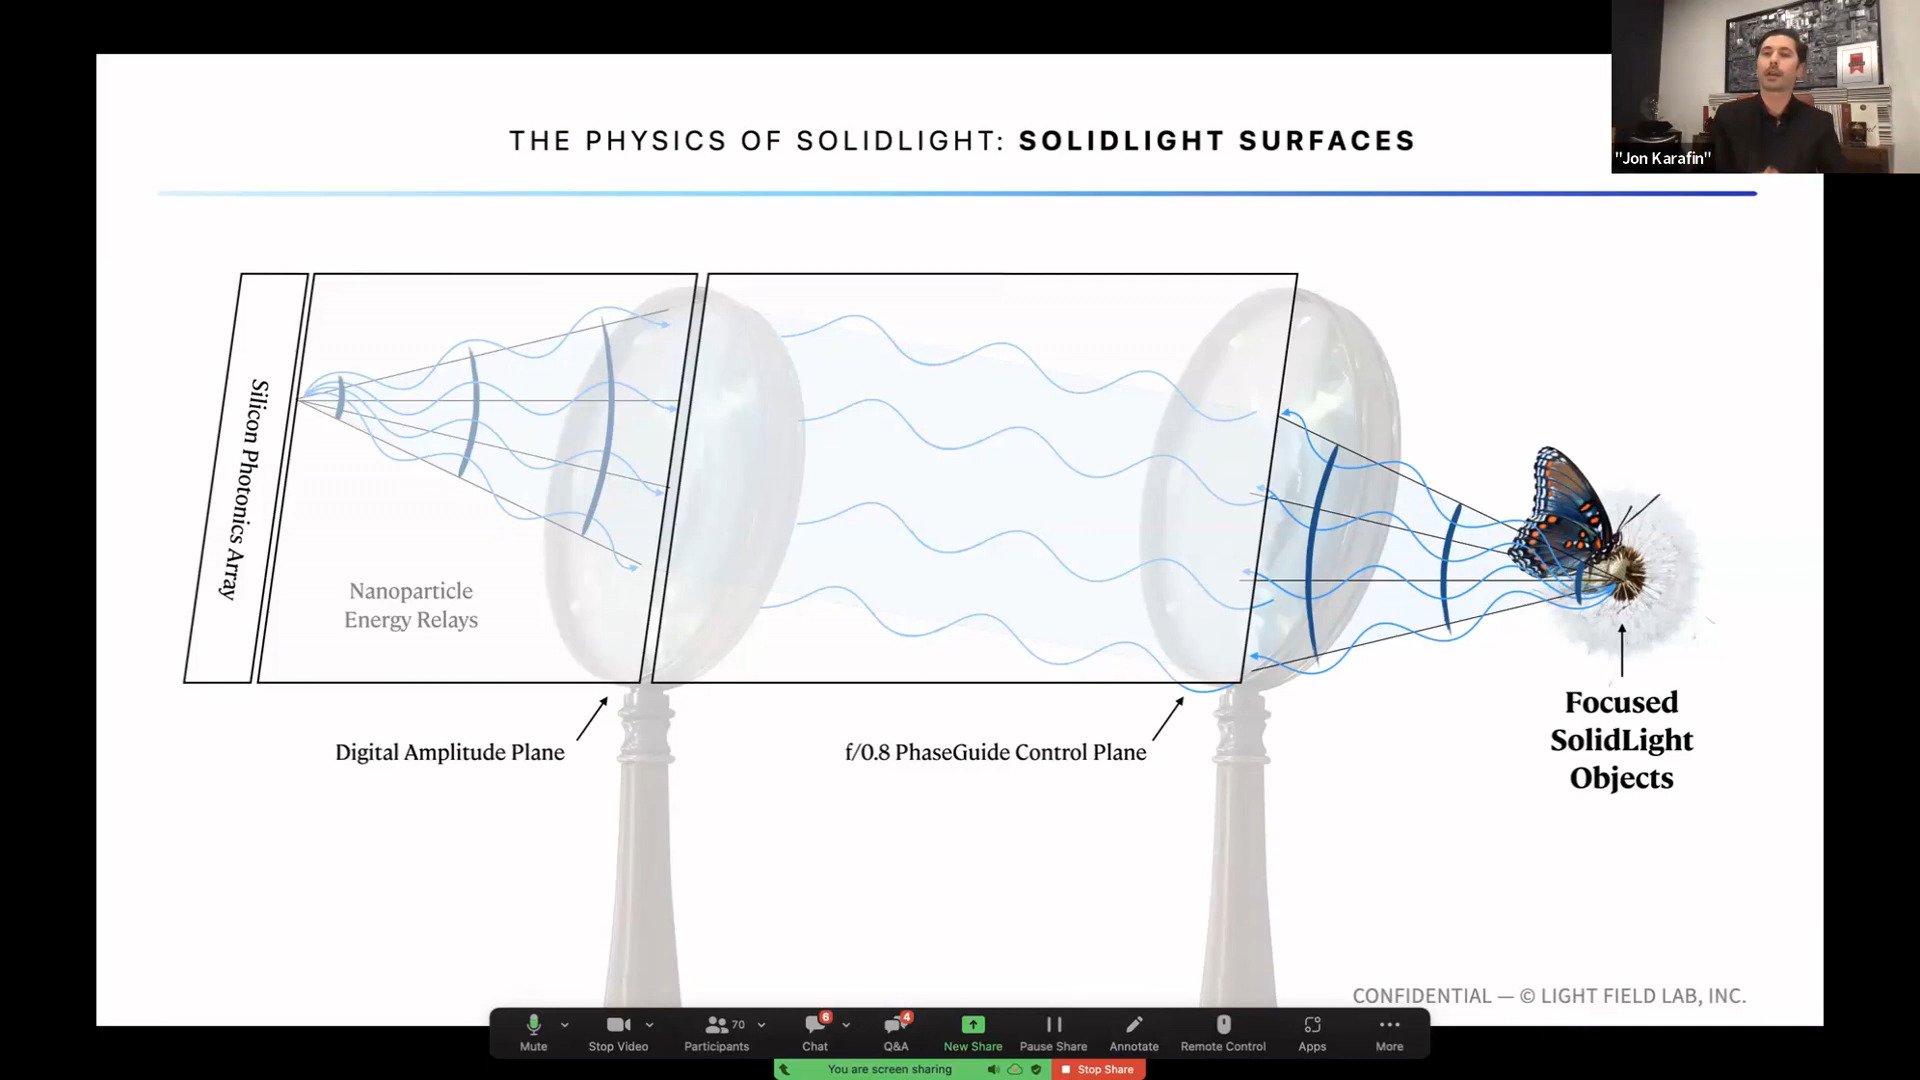 THE PHYSICS OF SOLIDLIGHT: SOLIDLIGHT SURFACES
"Jon Karafin"
Silicon Photonics Array
Nanoparticle
Energy Relays
Digital Amplitude Plane
f/0.8 PhaseGuide Control Plane
Focused
SolidLight
Objects
CONFIDENTIAL — © LIGHT FIELD LAB, INC.
70
6
4
Mute
Stop Video
Participants
Chat
Q&A
New Share
Pause Share
Annotate
Remote Control
Apps
More
You are screen sharing
Stop Share